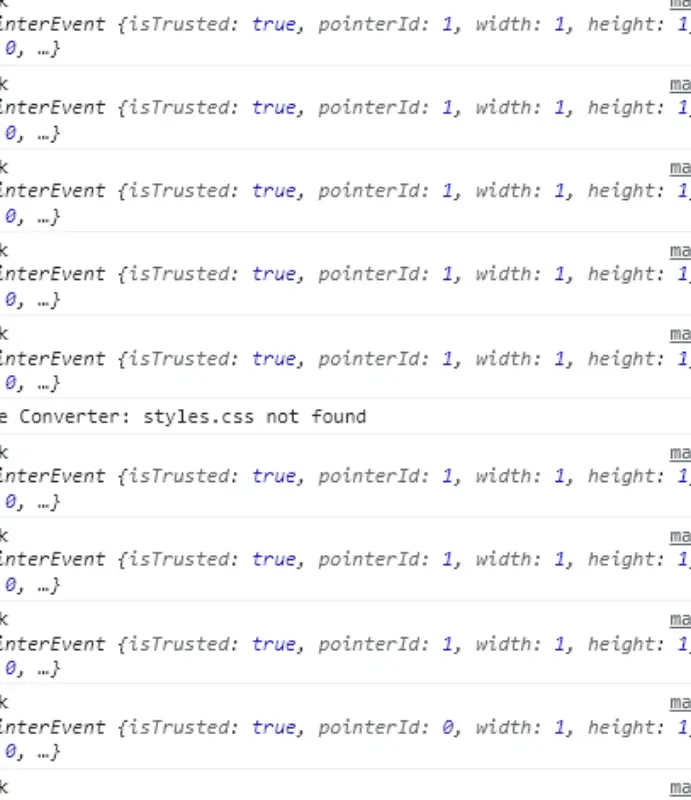 k ma
interEvent {isTrusted: true, pointerId: 1, width: 1, height: 1,
0, …}
k ma
interEvent {isTrusted: true, pointerId: 1, width: 1, height: 1,
0, …}
k ma
interEvent {isTrusted: true, pointerId: 1, width: 1, height: 1,
0, …}
k ma
interEvent {isTrusted: true, pointerId: 1, width: 1, height: 1,
0, …}
k ma
interEvent {isTrusted: true, pointerId: 1, width: 1, height: 1,
0, …}
e Converter: styles.css not found
k ma
interEvent {isTrusted: true, pointerId: 1, width: 1, height: 1,
0, …}
k ma
interEvent {isTrusted: true, pointerId: 1, width: 1, height: 1,
0, …}
k ma
interEvent {isTrusted: true, pointerId: 1, width: 1, height: 1,
0, …}
k ma
interEvent {isTrusted: true, pointerId: 0, width: 1, height: 1,
0, …}
k ma